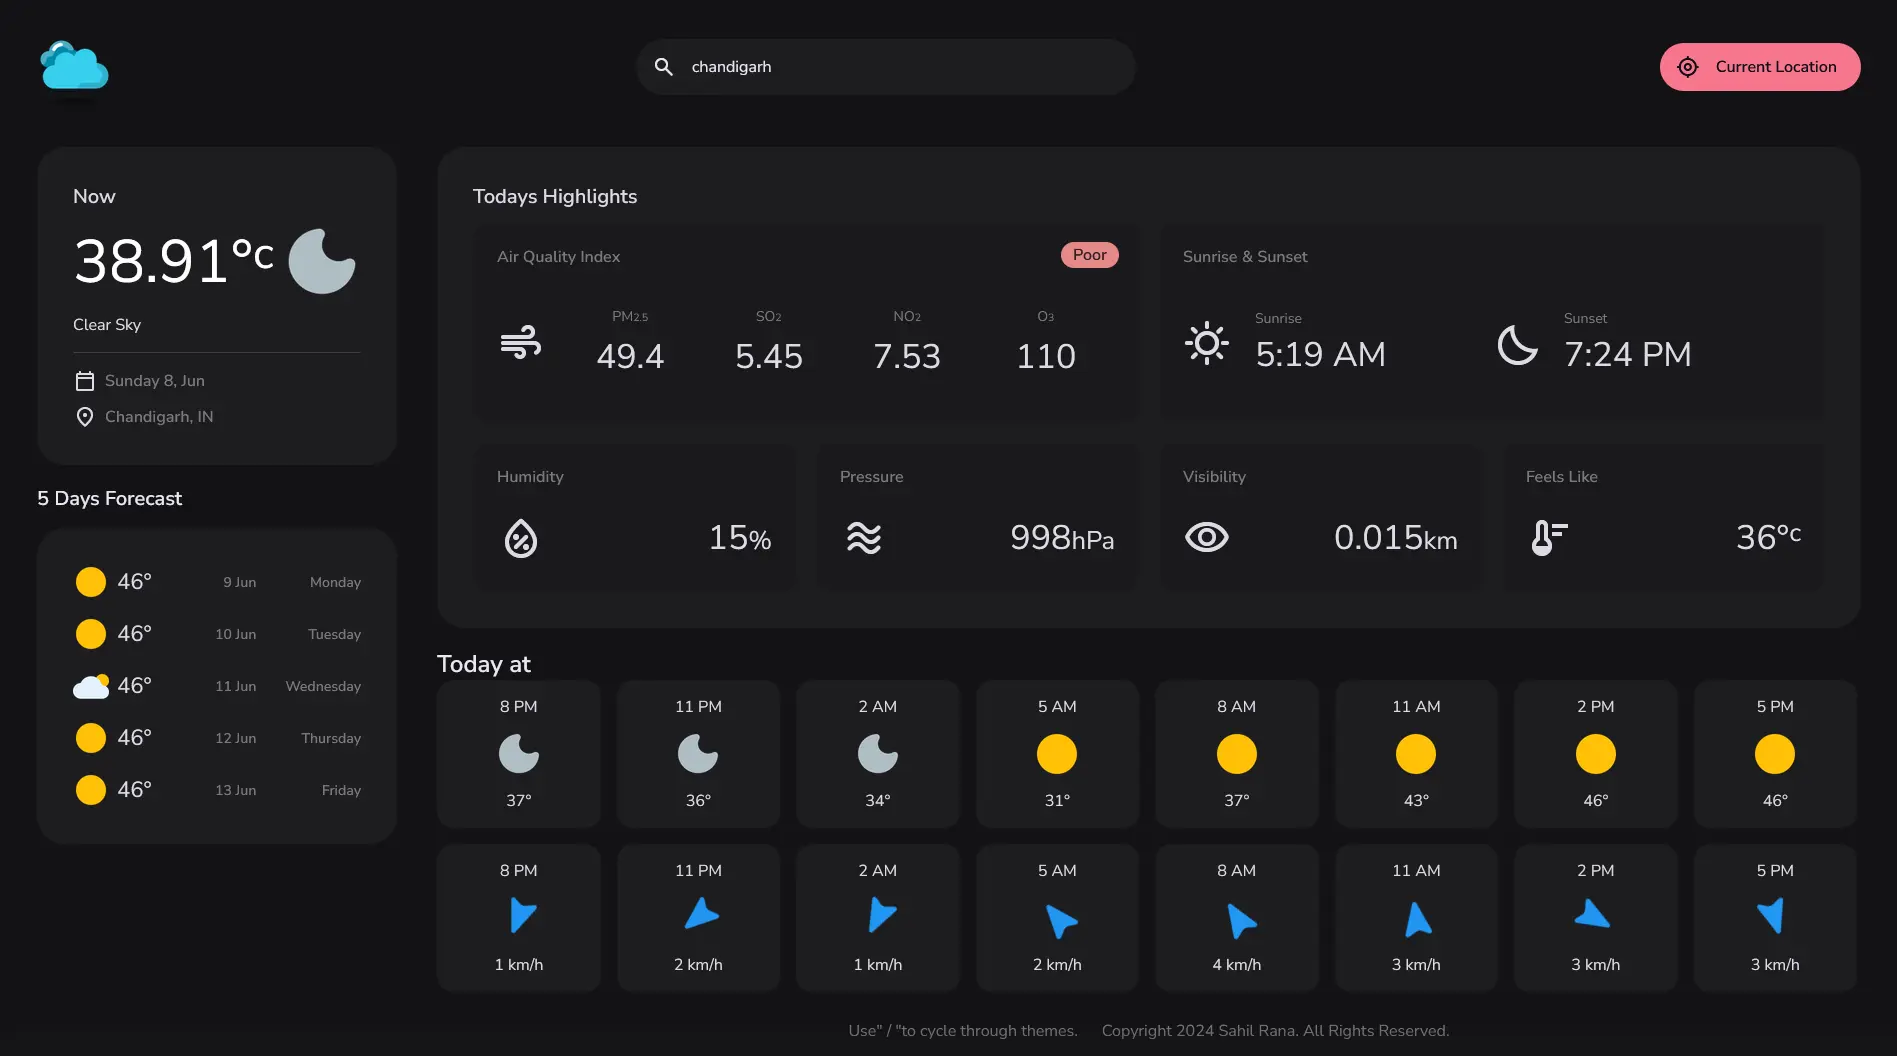 chandigarh
Current Location
Now
38.91°c
Clear Sky
Sunday 8, Jun
Chandigarh, IN
5 Days Forecast
46° 9 Jun Monday
46° 10 Jun Tuesday
46° 11 Jun Wednesday
46° 12 Jun Thursday
46° 13 Jun Friday
Todays Highlights
Air Quality Index Poor
PM2.5 SO2 NO2 O3
49.4 5.45 7.53 110
Sunrise & Sunset
Sunrise Sunset
5:19 AM 7:24 PM
Humidity
15%
Pressure
998hPa
Visibility
0.015km
Feels Like
36°c
Today at
8 PM 11 PM 2 AM 5 AM 8 AM 11 AM 2 PM 5 PM
37° 36° 34° 31° 37° 43° 46° 46°
8 PM 11 PM 2 AM 5 AM 8 AM 11 AM 2 PM 5 PM
1 km/h 2 km/h 1 km/h 2 km/h 4 km/h 3 km/h 3 km/h 3 km/h
Use" / "to cycle through themes. Copyright 2024 Sahil Rana. All Rights Reserved.